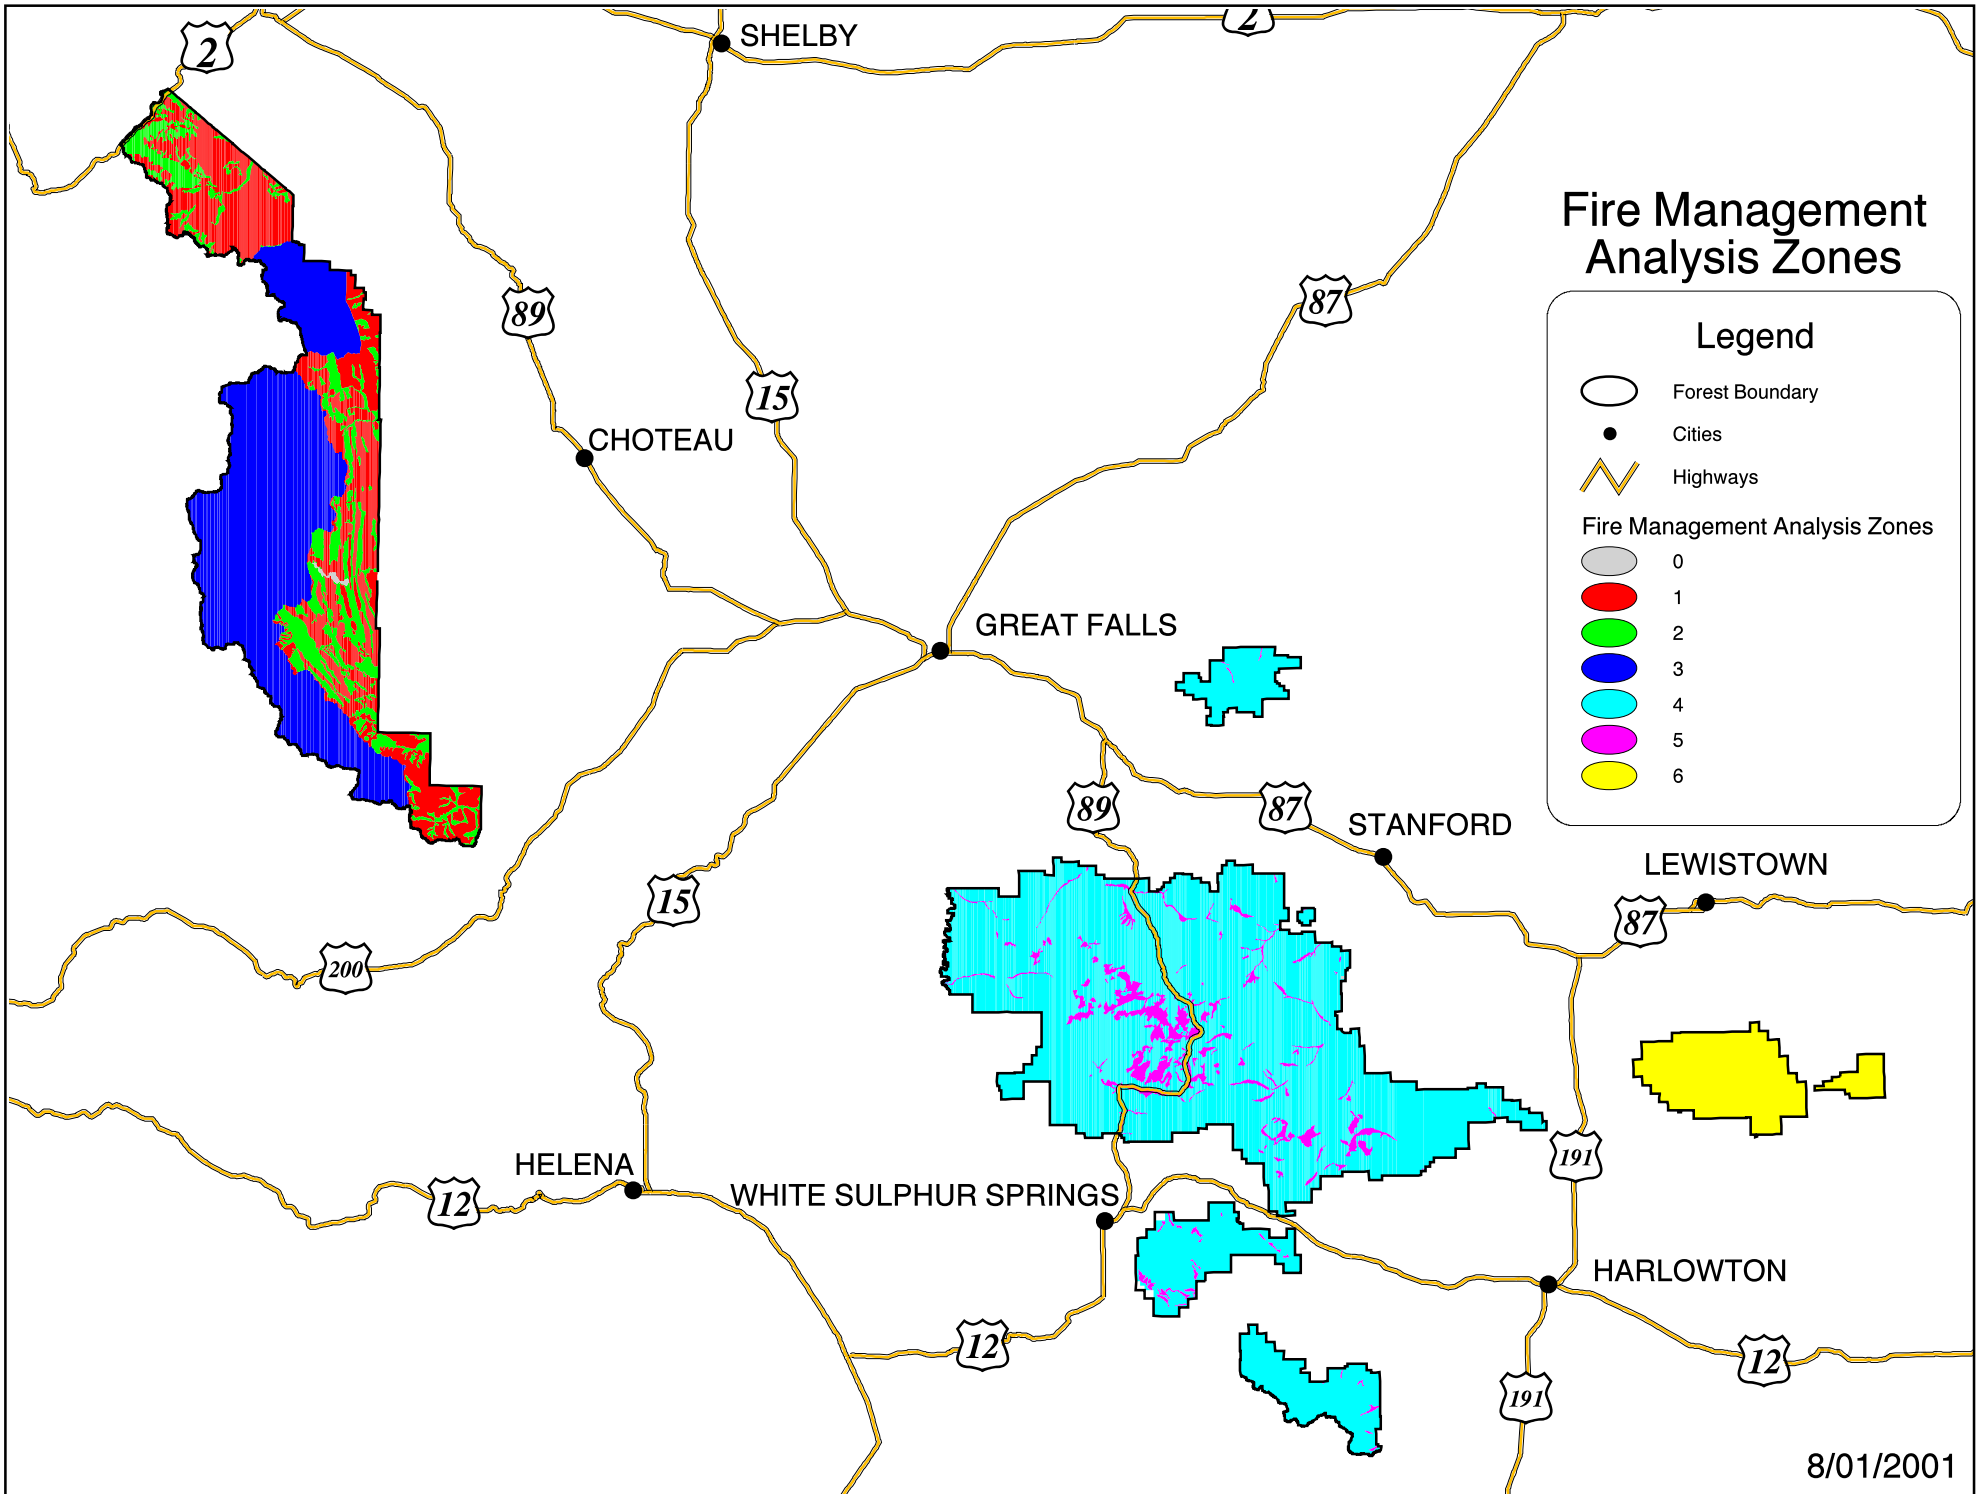 2
SHELBY
2
Fire Management
Analysis Zones
89
87
15
Legend
Forest Boundary
Cities
Highways
Fire Management Analysis Zones
0
1
2
3
4
5
6
CHOTEAU
GREAT FALLS
89
87
STANFORD
LEWISTOWN
15
87
200
191
HELENA
12
WHITE SULPHUR SPRINGS
HARLOWTON
12
12
191
8/01/2001